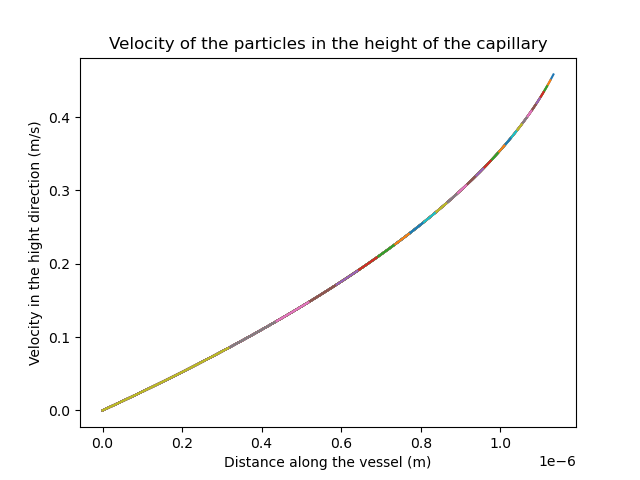 Velocity of the particles in the height of the capillary
Velocity in the hight direction (m/s)
0.4
0.3
0.2
0.1
0.0
0.0 0.2 0.4 0.6 0.8 1.0
1e−6
Distance along the vessel (m)